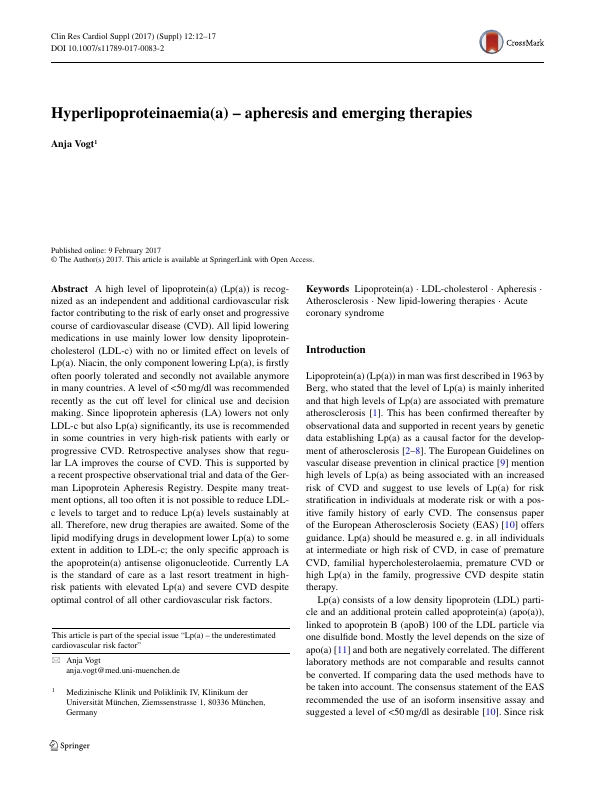 Clin Res Cardiol Suppl (2017) (Suppl) 12:12–17
DOI 10.1007/s11789-017-0083-2
CrossMark
Hyperlipoproteinaemia(a) – apheresis and emerging therapies
Anja Vogt¹
Published online: 9 February 2017
© The Author(s) 2017. This article is available at SpringerLink with Open Access.
Abstract A high level of lipoprotein(a) (Lp(a)) is recog-
nized as an independent and additional cardiovascular risk
factor contributing to the risk of early onset and progressive
course of cardiovascular disease (CVD). All lipid lowering
medications in use mainly lower low density lipoprotein-
cholesterol (LDL-c) with no or limited effect on levels of
Lp(a). Niacin, the only component lowering Lp(a), is firstly
often poorly tolerated and secondly not available anymore
in many countries. A level of <50 mg/dl was recommended
recently as the cut off level for clinical use and decision
making. Since lipoprotein apheresis (LA) lowers not only
LDL-c but also Lp(a) significantly, its use is recommended
in some countries in very high-risk patients with early or
progressive CVD. Retrospective analyses show that regu-
lar LA improves the course of CVD. This is supported by
a recent prospective observational trial and data of the Ger-
man Lipoprotein Apheresis Registry. Despite many treat-
ment options, all too often it is not possible to reduce LDL-
c levels to target and to reduce Lp(a) levels sustainably at
all. Therefore, new drug therapies are awaited. Some of the
lipid modifying drugs in development lower Lp(a) to some
extent in addition to LDL-c; the only specific approach is
the apoprotein(a) antisense oligonucleotide. Currently LA
is the standard of care as a last resort treatment in high-
risk patients with elevated Lp(a) and severe CVD despite
optimal control of all other cardiovascular risk factors.
This article is part of the special issue “Lp(a) – the underestimated
cardiovascular risk factor”
Anja Vogt
anja.vogt@med.uni-muenchen.de
1 Medizinische Klinik und Poliklinik IV, Klinikum der
Universität München, Ziemssenstrasse 1, 80336 München,
Germany
Keywords Lipoprotein(a) · LDL-cholesterol · Apheresis ·
Atherosclerosis · New lipid-lowering therapies · Acute
coronary syndrome
Introduction
Lipoprotein(a) (Lp(a)) in man was first described in 1963 by
Berg, who stated that the level of Lp(a) is mainly inherited
and that high levels of Lp(a) are associated with premature
atherosclerosis [1]. This has been confirmed thereafter by
observational data and supported in recent years by genetic
data establishing Lp(a) as a causal factor for the develop-
ment of atherosclerosis [2–8]. The European Guidelines on
vascular disease prevention in clinical practice [9] mention
high levels of Lp(a) as being associated with an increased
risk of CVD and suggest to use levels of Lp(a) for risk
stratification in individuals at moderate risk or with a pos-
itive family history of early CVD. The consensus paper
of the European Atherosclerosis Society (EAS) [10] offers
guidance. Lp(a) should be measured e. g. in all individuals
at intermediate or high risk of CVD, in case of premature
CVD, familial hypercholesterolaemia, premature CVD or
high Lp(a) in the family, progressive CVD despite statin
therapy.
Lp(a) consists of a low density lipoprotein (LDL) parti-
cle and an additional protein called apoprotein(a) (apo(a)),
linked to apoprotein B (apoB) 100 of the LDL particle via
one disulfide bond. Mostly the level depends on the size of
apo(a) [11] and both are negatively correlated. The different
laboratory methods are not comparable and results cannot
be converted. If comparing data the used methods have to
be taken into account. The consensus statement of the EAS
recommended the use of an isoform insensitive assay and
suggested a level of <50 mg/dl as desirable [10]. Since risk
Springer